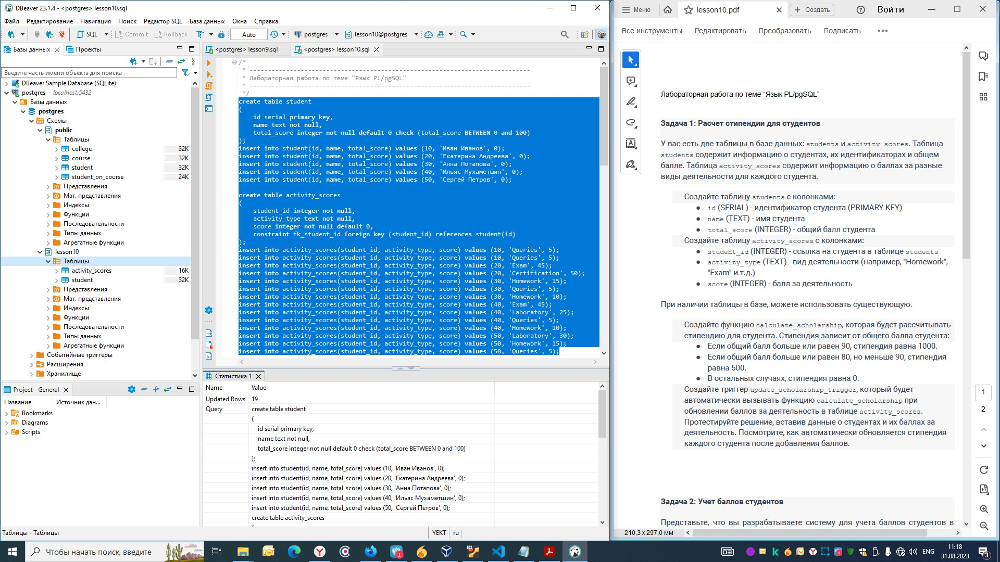 DBeaver 23.1.4 - <postgres> lesson10.sql
Файл Редактирование Навигация Поиск Редактор SQL База данных Окна Справка
SQL Commit Rollback Auto postgres lesson10@postgres
Базы данных Проекты
Введите часть имени объекта для поиска
DBeaver Sample Database (SQLite)
postgres - localhost:5432
Базы данных
postgres
Схемы
public
Таблицы
college 32K
course 32K
student 32K
student_on_course 24K
Представления
Мат. представления
Индексы
Функции
Последовательности
Типы данных
Агрегатные функции
lesson10
Таблицы
activity_scores 16K
student 32K
Представления
Мат. представления
Индексы
Функции
Последовательности
Типы данных
Агрегатные функции
Событийные триггеры
Расширения
Хранилище
Project - General
Название Источник дан...
Bookmarks
Diagrams
Scripts
<postgres> lesson9.sql <postgres> lesson10.sql
/*
* -----------------------------------------------------------------------------
* Лабораторная работа по теме "Язык PL/pgSQL"
* -----------------------------------------------------------------------------
*/
create table student
(
id serial primary key,
name text not null,
total_score integer not null default 0 check (total_score BETWEEN 0 and 100)
);
insert into student(id, name, total_score) values (10, 'Иван Иванов', 0);
insert into student(id, name, total_score) values (20, 'Екатерина Андреева', 0);
insert into student(id, name, total_score) values (30, 'Анна Потапова', 0);
insert into student(id, name, total_score) values (40, 'Ильяс Мухаметшин', 0);
insert into student(id, name, total_score) values (50, 'Сергей Петров', 0);
create table activity_scores
(
student_id integer not null,
activity_type text not null,
score integer not null default 0,
constraint fk_student_id foreign key (student_id) references student(id)
);
insert into activity_scores(student_id, activity_type, score) values (10, 'Queries', 5);
insert into activity_scores(student_id, activity_type, score) values (10, 'Queries', 5);
insert into activity_scores(student_id, activity_type, score) values (20, 'Exam', 45);
insert into activity_scores(student_id, activity_type, score) values (20, 'Certification', 50);
insert into activity_scores(student_id, activity_type, score) values (30, 'Homework', 15);
insert into activity_scores(student_id, activity_type, score) values (30, 'Queries', 5);
insert into activity_scores(student_id, activity_type, score) values (30, 'Homework', 10);
insert into activity_scores(student_id, activity_type, score) values (40, 'Exam', 45);
insert into activity_scores(student_id, activity_type, score) values (40, 'Laboratory', 25);
insert into activity_scores(student_id, activity_type, score) values (40, 'Queries', 5);
insert into activity_scores(student_id, activity_type, score) values (40, 'Homework', 10);
insert into activity_scores(student_id, activity_type, score) values (50, 'Laboratory', 30);
insert into activity_scores(student_id, activity_type, score) values (50, 'Homework', 15);
insert into activity_scores(student_id, activity_type, score) values (50, 'Queries', 5);
Статистика 1
Name Value
Updated Rows 19
Query create table student
(
id serial primary key,
name text not null,
total_score integer not null default 0 check (total_score BETWEEN 0 and 100)
);
insert into student(id, name, total_score) values (10, 'Иван Иванов', 0);
insert into student(id, name, total_score) values (20, 'Екатерина Андреева', 0);
insert into student(id, name, total_score) values (30, 'Анна Потапова', 0);
insert into student(id, name, total_score) values (40, 'Ильяс Мухаметшин', 0);
insert into student(id, name, total_score) values (50, 'Сергей Петров', 0);
create table activity_scores
Таблицы - Таблицы YEKT ru
Меню lesson10.pdf Создать Войти
Все инструменты Редактировать Преобразовать Подписать
Лабораторная работа по теме “Язык PL/pgSQL”
Задача 1: Расчет стипендии для студентов
У вас есть две таблицы в базе данных: students и activity_scores. Таблица
students содержит информацию о студентах, их идентификаторах и общем
балле. Таблица activity_scores содержит информацию о баллах за разные
виды деятельности для каждого студента.
Создайте таблицу students с колонками:
● id (SERIAL) - идентификатор студента (PRIMARY KEY)
● name (TEXT) - имя студента
● total_score (INTEGER) - общий балл студента
Создайте таблицу activity_scores с колонками:
● student_id (INTEGER) - ссылка на студента в таблице students
● activity_type (TEXT) - вид деятельности (например, "Homework",
"Exam" и т.д.)
● score (INTEGER) - балл за деятельность
При наличии таблицы в базе, можете использовать существующую.
Создайте функцию calculate_scholarship, которая будет рассчитывать
стипендию для студента. Стипендия зависит от общего балла студента:
● Если общий балл больше или равен 90, стипендия равна 1000.
● Если общий балл больше или равен 80, но меньше 90, стипендия
равна 500.
● В остальных случаях, стипендия равна 0.
Создайте триггер update_scholarship_trigger, который будет
автоматически вызывать функцию calculate_scholarship при
обновлении баллов за деятельность в таблице activity_scores.
Протестируйте решение, вставив данные о студентах и их баллах за
деятельность. Посмотрите, как автоматически обновляется стипендия
каждого студента после добавления баллов.
Задача 2: Учет баллов студентов
Представьте, что вы разрабатываете систему для учета баллов студентов в
210,3 x 297,0 мм
1
2
Чтобы начать поиск, введите
ENG
11:18
31.08.2023
3